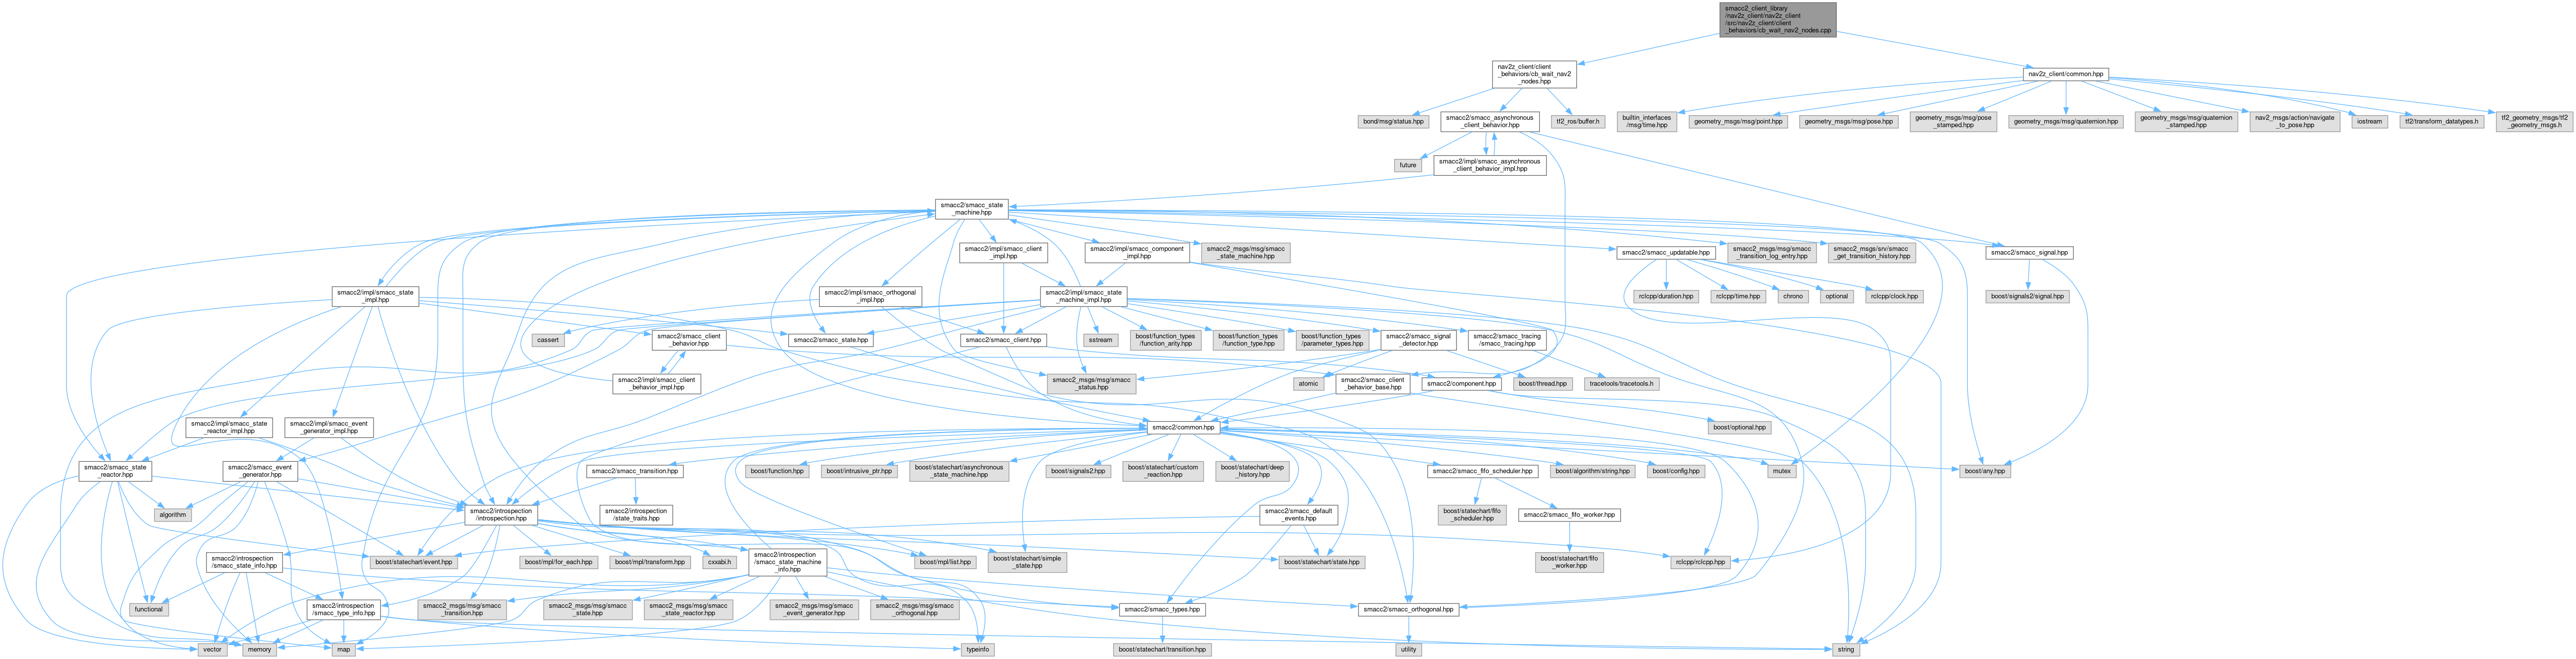 smacc2_client_library
/nav2z_client/nav2z_client
/src/nav2z_client/client
_behaviors/cb_wait_nav2_nodes.cpp
nav2z_client/client
_behaviors/cb_wait_nav2
_nodes.hpp
nav2z_client/common.hpp
bond/msg/status.hpp
smacc2/smacc_asynchronous
_client_behavior.hpp
tf2_ros/buffer.h
builtin_interfaces
/msg/time.hpp
geometry_msgs/msg/point.hpp
geometry_msgs/msg/pose.hpp
geometry_msgs/msg/pose
_stamped.hpp
geometry_msgs/msg/quaternion.hpp
geometry_msgs/msg/quaternion
_stamped.hpp
nav2_msgs/action/navigate
_to_pose.hpp
iostream
tf2/transform_datatypes.h
tf2_geometry_msgs/tf2
_geometry_msgs.h
future
smacc2/impl/smacc_asynchronous
_client_behavior_impl.hpp
smacc2/smacc_state
_machine.hpp
smacc2/impl/smacc_client
_impl.hpp
smacc2/impl/smacc_component
_impl.hpp
smacc2_msgs/msg/smacc
_state_machine.hpp
smacc2/smacc_updatable.hpp
smacc2_msgs/msg/smacc
_transition_log_entry.hpp
smacc2_msgs/srv/smacc
_get_transition_history.hpp
smacc2/smacc_signal.hpp
smacc2/impl/smacc_state
_impl.hpp
smacc2/impl/smacc_orthogonal
_impl.hpp
smacc2/impl/smacc_state
_machine_impl.hpp
rclcpp/duration.hpp
rclcpp/time.hpp
chrono
optional
rclcpp/clock.hpp
boost/signals2/signal.hpp
cassert
smacc2/smacc_client
_behavior.hpp
smacc2/smacc_state.hpp
smacc2/smacc_client.hpp
sstream
boost/function_types
/function_arity.hpp
boost/function_types
/function_type.hpp
boost/function_types
/parameter_types.hpp
smacc2/smacc_signal
_detector.hpp
smacc2/smacc_tracing
/smacc_tracing.hpp
smacc2/impl/smacc_client
_behavior_impl.hpp
smacc2_msgs/msg/smacc
_status.hpp
atomic
smacc2/smacc_client
_behavior_base.hpp
smacc2/component.hpp
boost/thread.hpp
tracetools/tracetools.h
smacc2/impl/smacc_state
_reactor_impl.hpp
smacc2/impl/smacc_event
_generator_impl.hpp
smacc2/common.hpp
boost/optional.hpp
smacc2/smacc_state
_reactor.hpp
smacc2/smacc_event
_generator.hpp
smacc2/smacc_transition.hpp
boost/function.hpp
boost/intrusive_ptr.hpp
boost/statechart/asynchronous
_state_machine.hpp
boost/signals2.hpp
boost/statechart/custom
_reaction.hpp
boost/statechart/deep
_history.hpp
smacc2/smacc_fifo_scheduler.hpp
boost/algorithm/string.hpp
boost/config.hpp
mutex
boost/any.hpp
algorithm
smacc2/introspection
/introspection.hpp
smacc2/introspection
/state_traits.hpp
smacc2/smacc_default
_events.hpp
boost/statechart/fifo
_scheduler.hpp
smacc2/smacc_fifo_worker.hpp
smacc2/introspection
/smacc_state_info.hpp
boost/statechart/event.hpp
boost/mpl/for_each.hpp
boost/mpl/transform.hpp
cxxabi.h
smacc2/introspection
/smacc_state_machine
_info.hpp
boost/mpl/list.hpp
boost/statechart/simple
_state.hpp
boost/statechart/state.hpp
boost/statechart/fifo
_worker.hpp
rclcpp/rclcpp.hpp
functional
smacc2/introspection
/smacc_type_info.hpp
smacc2_msgs/msg/smacc
_transition.hpp
smacc2_msgs/msg/smacc
_state.hpp
smacc2_msgs/msg/smacc
_state_reactor.hpp
smacc2_msgs/msg/smacc
_event_generator.hpp
smacc2_msgs/msg/smacc
_orthogonal.hpp
smacc2/smacc_types.hpp
smacc2/smacc_orthogonal.hpp
vector
memory
map
typeinfo
boost/statechart/transition.hpp
utility
string